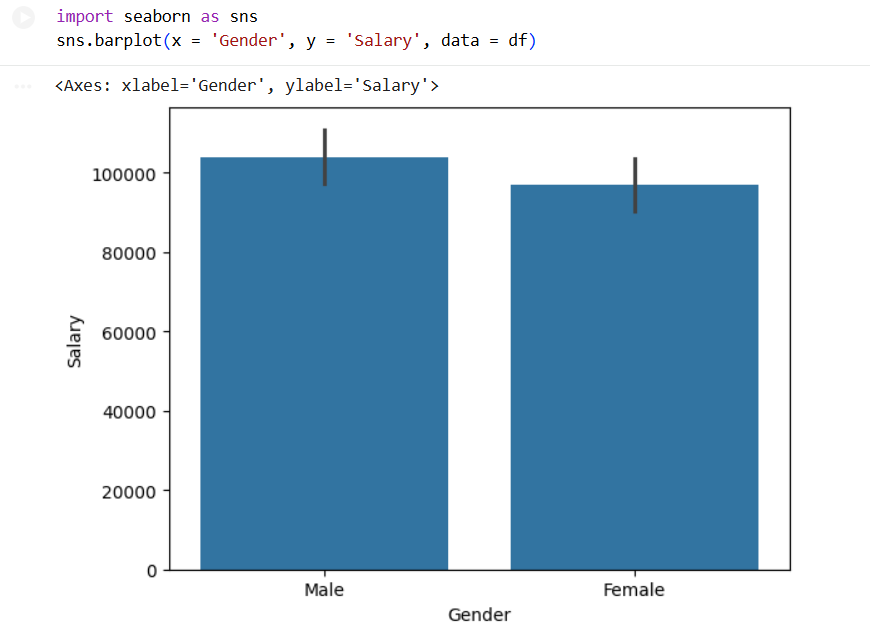 import seaborn as sns
sns.barplot(x = 'Gender', y = 'Salary', data = df)
<Axes: xlabel='Gender', ylabel='Salary'>
100000
80000
60000
40000
20000
0
Salary
Male Female
Gender